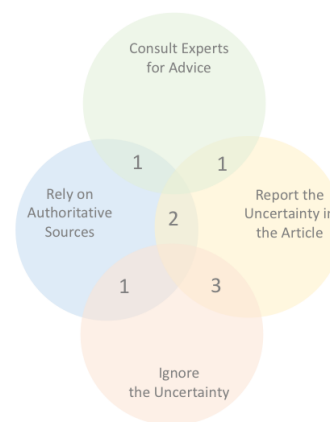 Consult Experts
for Advice
1
1
Rely on
Authoritative
Sources
2
Report the
Uncertainty in
the Article
1
3
Ignore
the Uncertainty